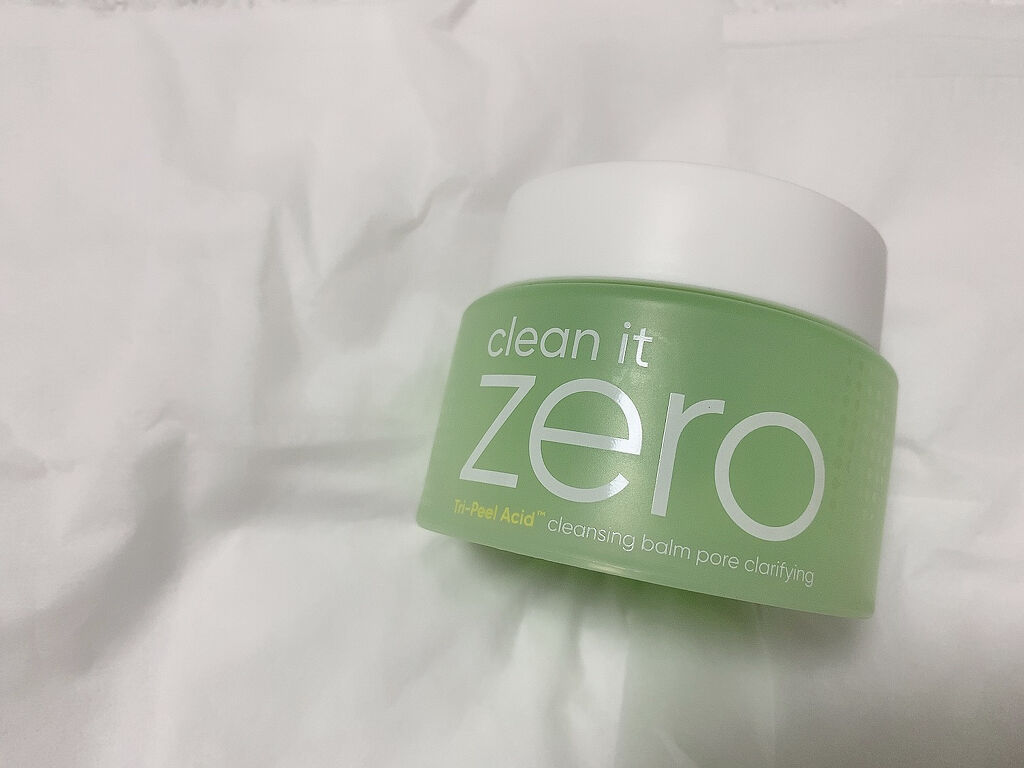 clean it
zero
Tri-Peel Acid™ cleansing balm pore clarifying